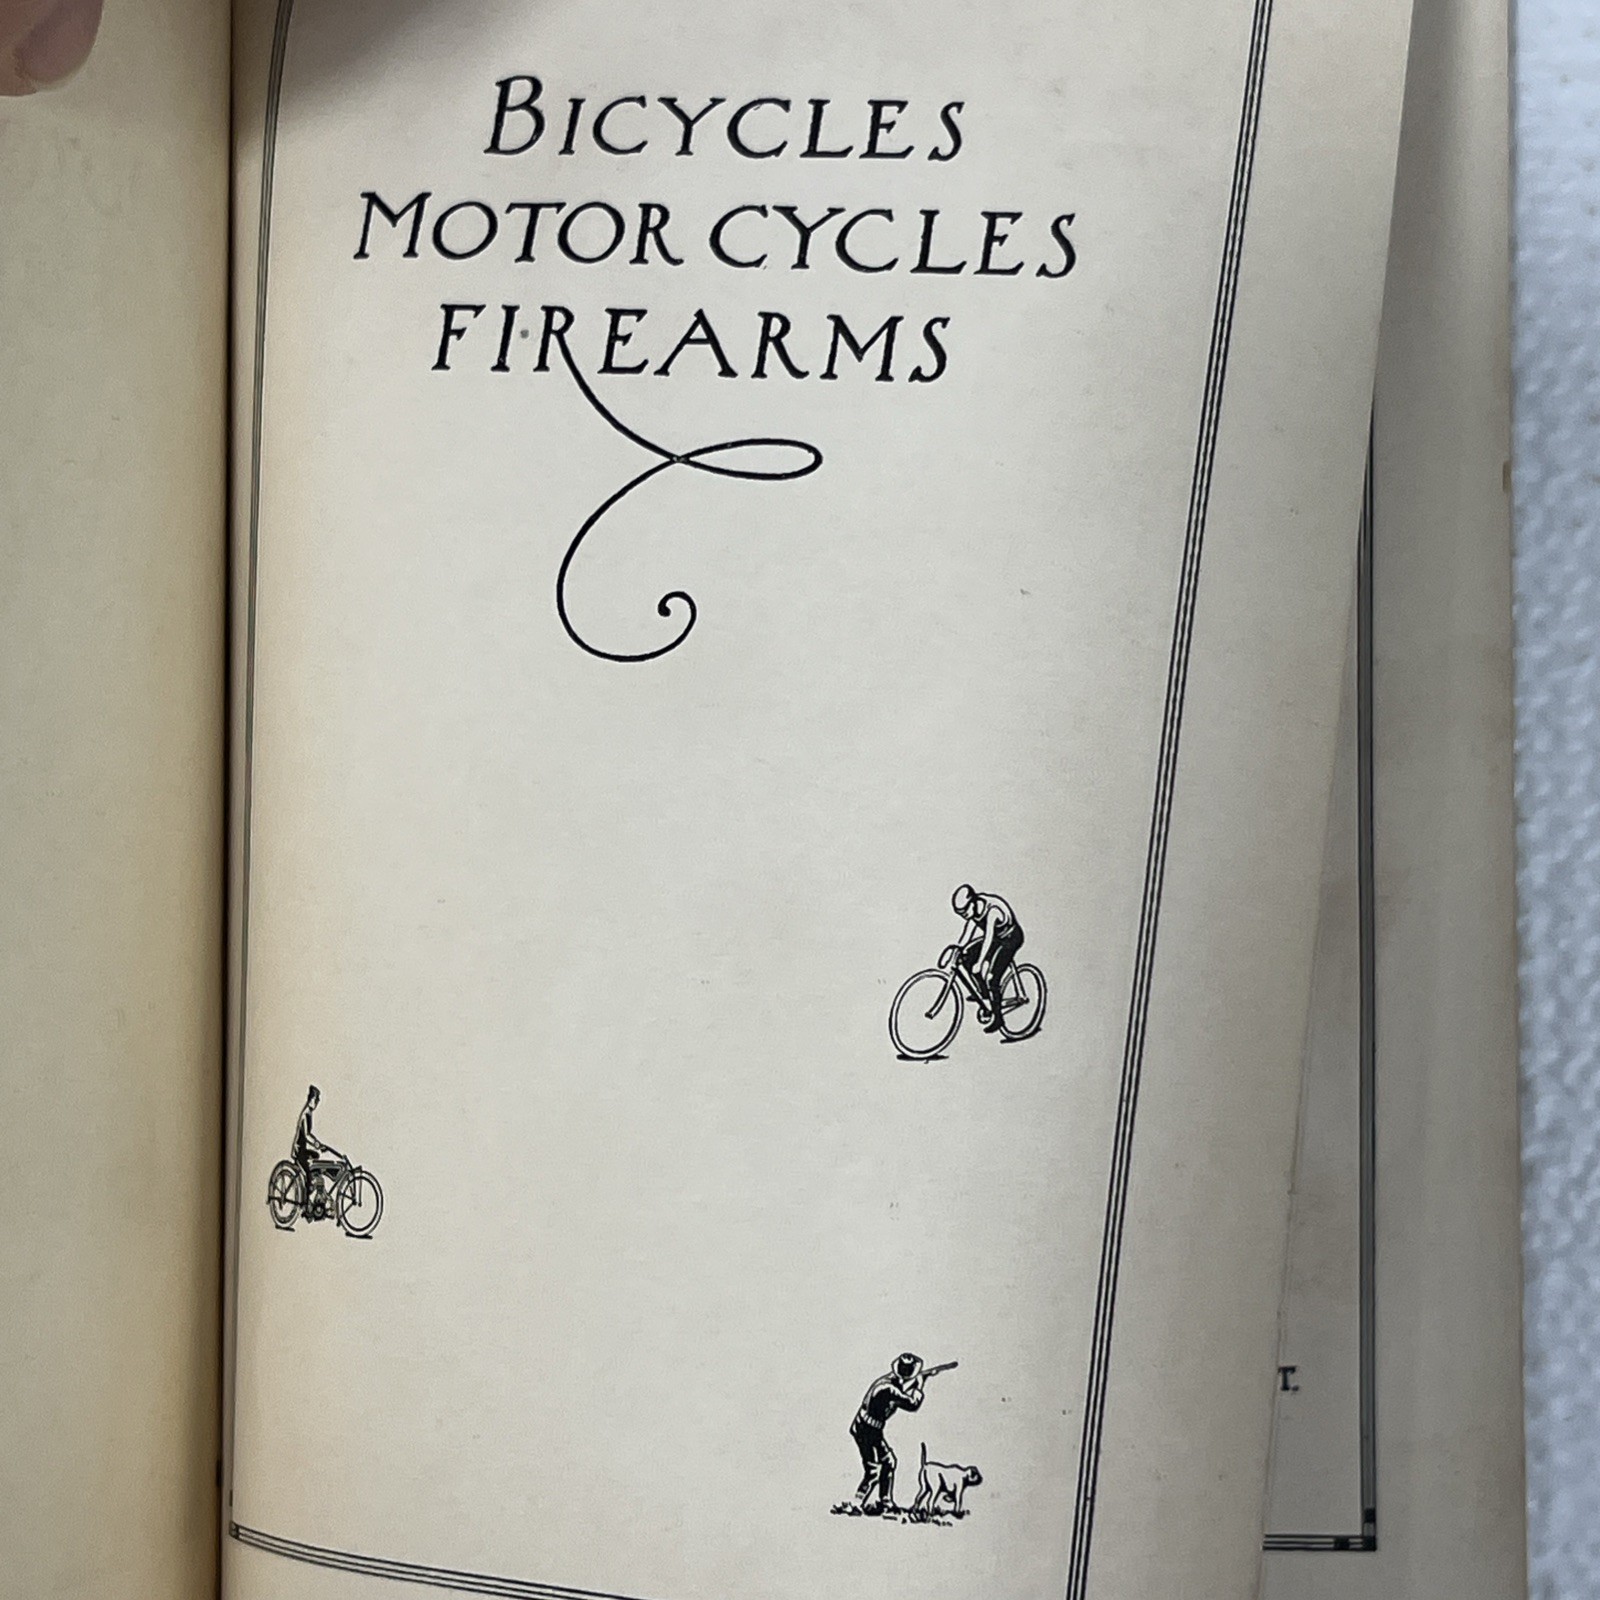 BICYCLES
MOTOR CYCLES
FIREARMS
T.